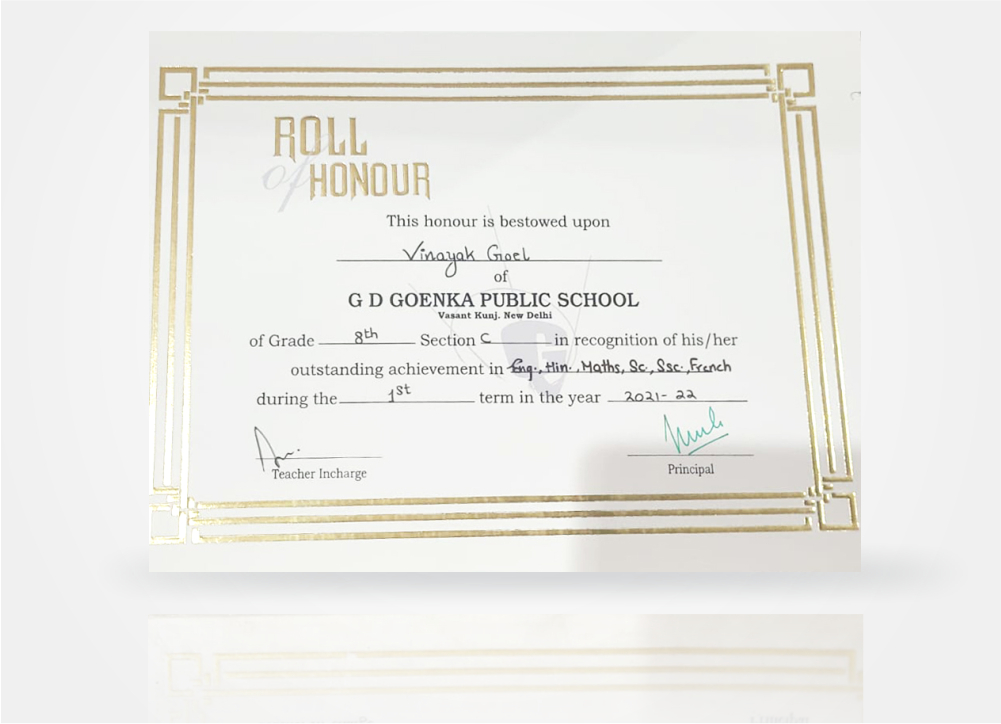 ROLL
of HONOUR
This honour is bestowed upon
Vinayak Goel
of
G D GOENKA PUBLIC SCHOOL
Vasant Kunj. New Delhi
of Grade 8th Section C in recognition of his/her
outstanding achievement in Eng., Hin., Maths, Sc., Ssc., French
during the 1st term in the year 2021-22
Teacher Incharge
Principal